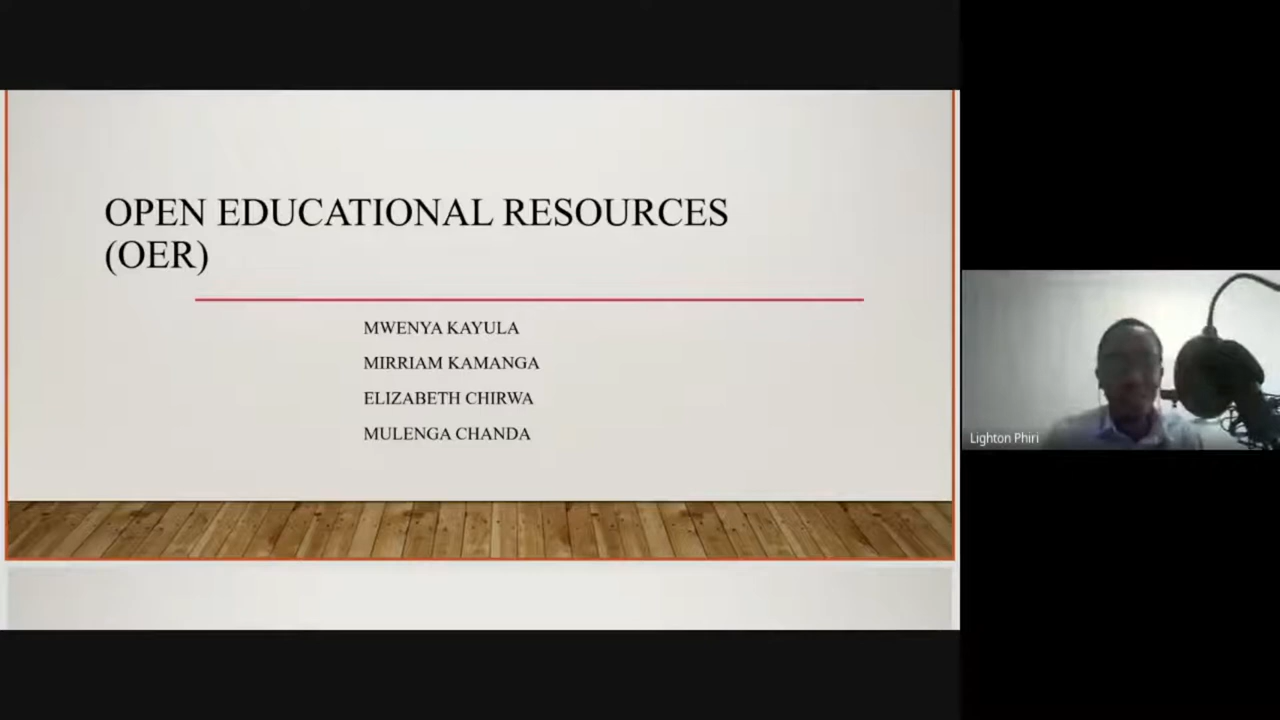 OPEN EDUCATIONAL RESOURCES
(OER)
MWENYA KAYULA
MIRRIAM KAMANGA
ELIZABETH CHIRWA
MULENGA CHANDA
Lighton Phiri